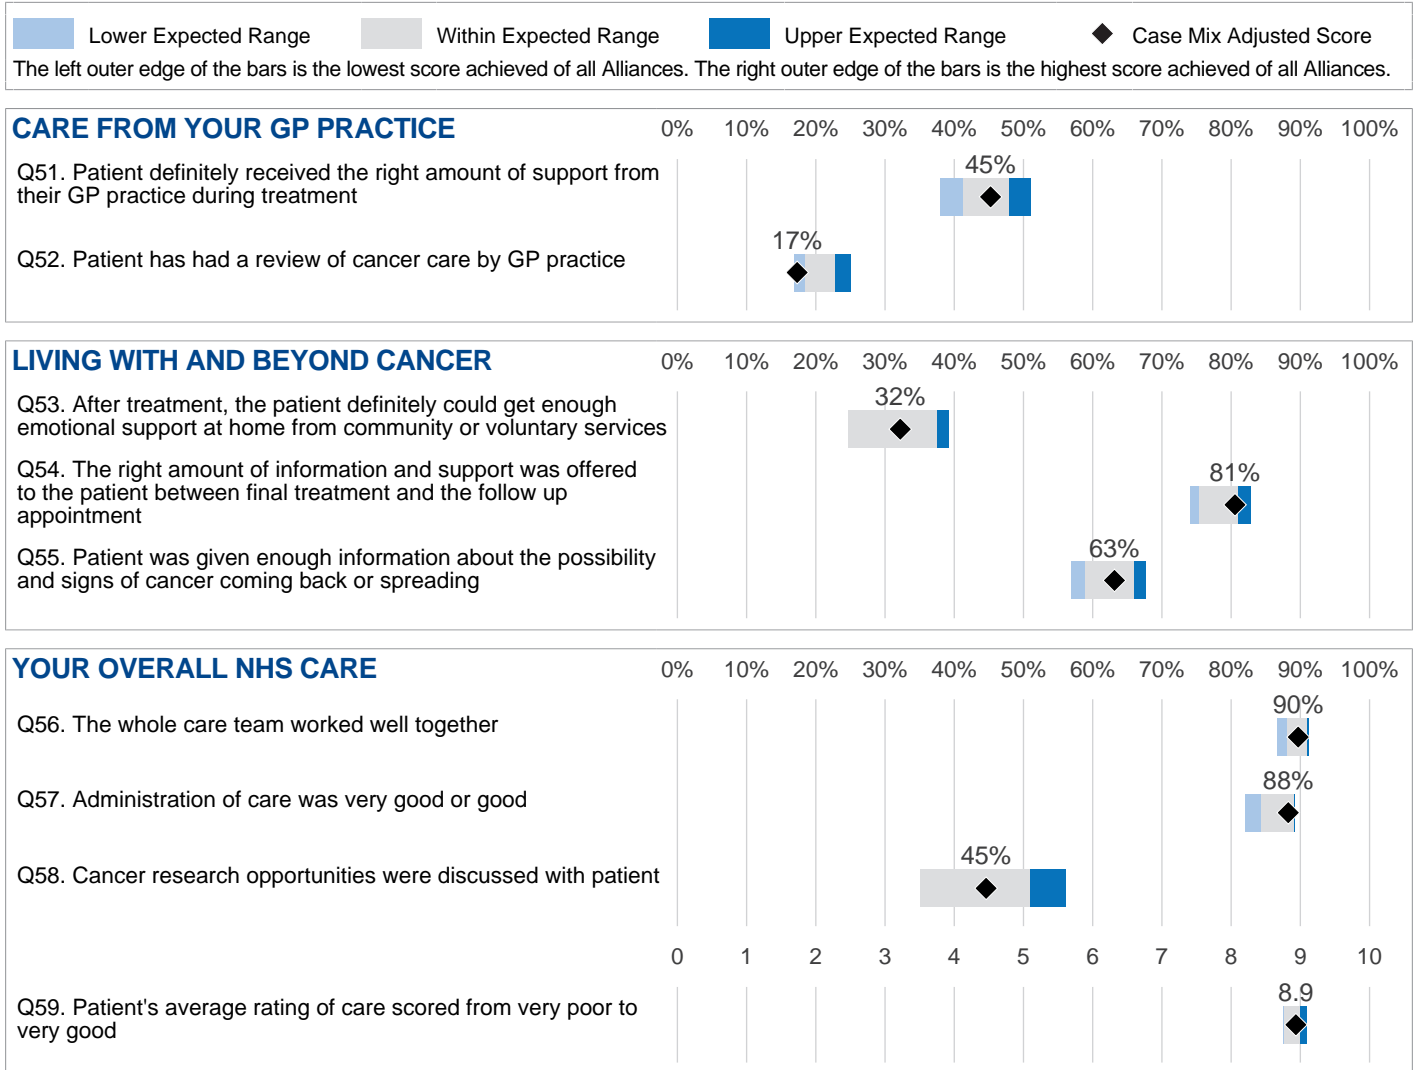 Lower Expected Range Within Expected Range Upper Expected Range Case Mix Adjusted Score
The left outer edge of the bars is the lowest score achieved of all Alliances. The right outer edge of the bars is the highest score achieved of all Alliances.
CARE FROM YOUR GP PRACTICE 0% 10% 20% 30% 40% 50% 60% 70% 80% 90% 100%
45%
Q51. Patient definitely received the right amount of support from
their GP practice during treatment
17%
Q52. Patient has had a review of cancer care by GP practice
LIVING WITH AND BEYOND CANCER 0% 10% 20% 30% 40% 50% 60% 70% 80% 90% 100%
32%
Q53. After treatment, the patient definitely could get enough
emotional support at home from community or voluntary services
81%
Q54. The right amount of information and support was offered
to the patient between final treatment and the follow up
appointment
63%
Q55. Patient was given enough information about the possibility
and signs of cancer coming back or spreading
YOUR OVERALL NHS CARE 0% 10% 20% 30% 40% 50% 60% 70% 80% 90% 100%
90%
Q56. The whole care team worked well together
88%
Q57. Administration of care was very good or good
45%
Q58. Cancer research opportunities were discussed with patient
0 1 2 3 4 5 6 7 8 9 10
8.9
Q59. Patient's average rating of care scored from very poor to
very good